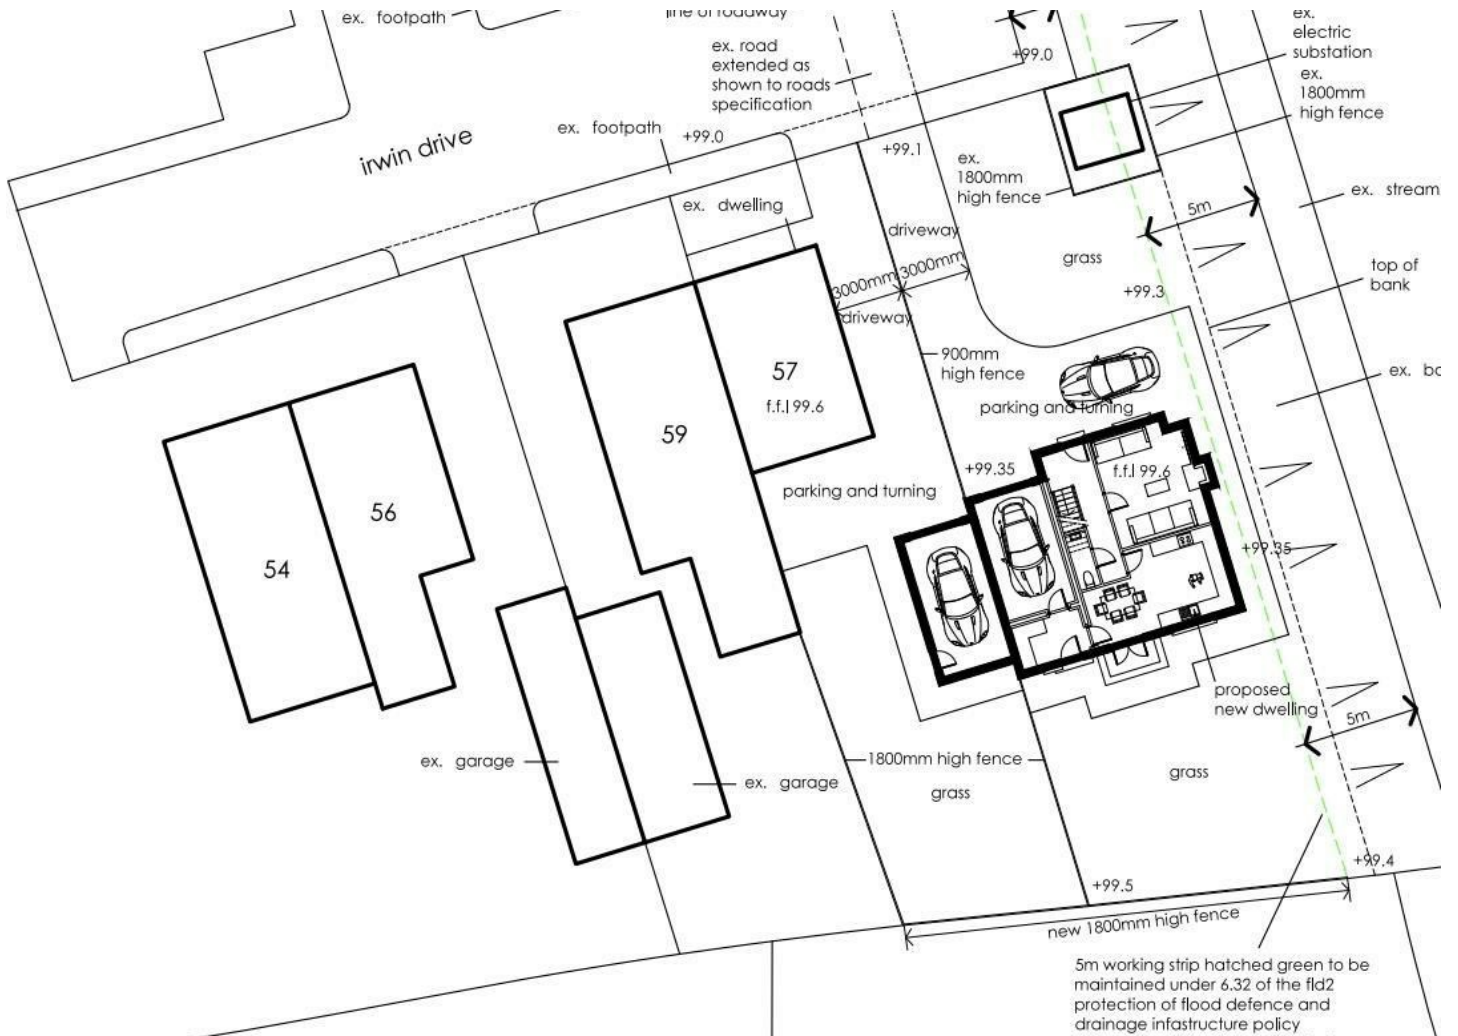 ex. footpath
line of roadway
ex. road
extended as
shown to roads
specification
+99.0
ex.
electric
substation
ex.
1800mm
high fence
irwin drive
ex. footpath
+99.0
+99.1
ex.
1800mm
high fence
ex. stream
ex. dwelling
5m
driveway
grass
3000mm
3000mm
driveway
+99.3
top of
bank
57
f.f.l 99.6
900mm
high fence
ex.
parking and turning
59
+99.35
f.f.l 99.6
parking and turning
56
54
+99.35
proposed
new dwelling
5m
ex. garage
ex. garage
1800mm high fence
grass
grass
+99.4
+99.5
new 1800mm high fence
5m working strip hatched green to be
maintained under 6.32 of the fld2
protection of flood defence and
drainage infastructure policy